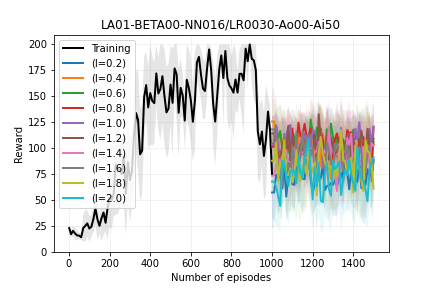 LA01-BETA00-NN016/LR0030-Ao00-Ai50
200
175
150
125
100
75
50
25
0
Reward
Training
(l=0.2)
(l=0.4)
(l=0.6)
(l=0.8)
(l=1.0)
(l=1.2)
(l=1.4)
(l=1.6)
(l=1.8)
(l=2.0)
0 200 400 600 800 1000 1200 1400
Number of episodes